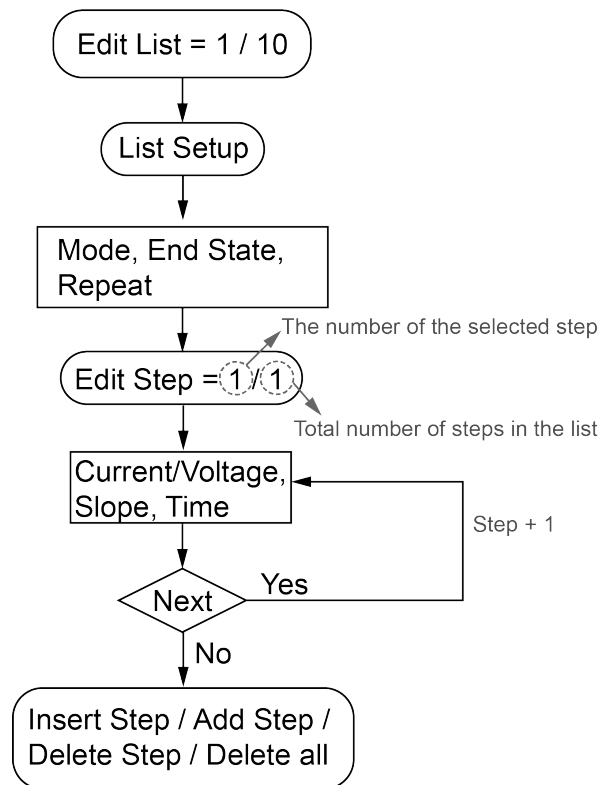 Edit List = 1 / 10
List Setup
Mode, End State,
Repeat
The number of the selected step
Edit Step = 1 / 1
Total number of steps in the list
Current/Voltage,
Slope, Time
Step + 1
Yes
Next
No
Insert Step / Add Step /
Delete Step / Delete all